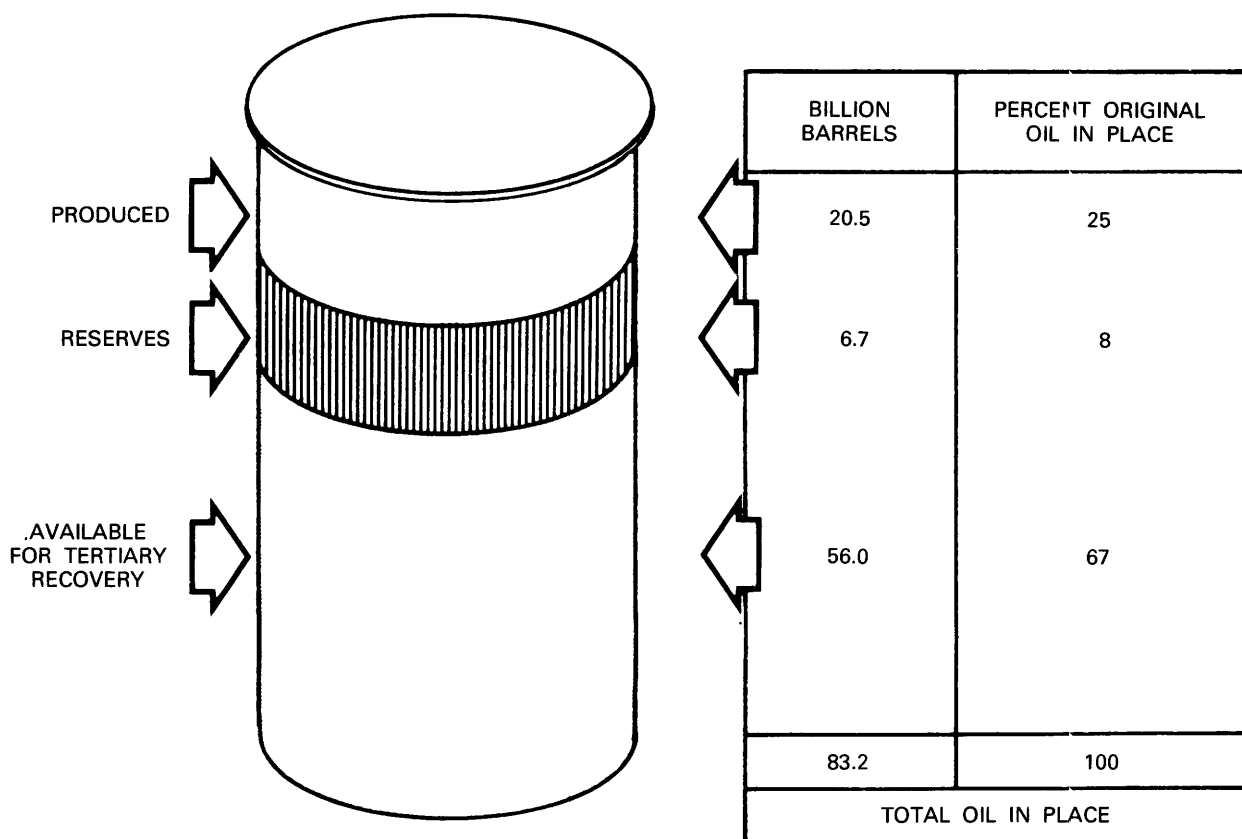 BILLION
BARRELS
PERCENT ORIGINAL
OIL IN PLACE
PRODUCED
20.5
25
RESERVES
6.7
8
.AVAILABLE
FOR TERTIARY
RECOVERY
56.0
67
83.2
100
TOTAL OIL IN PLACE